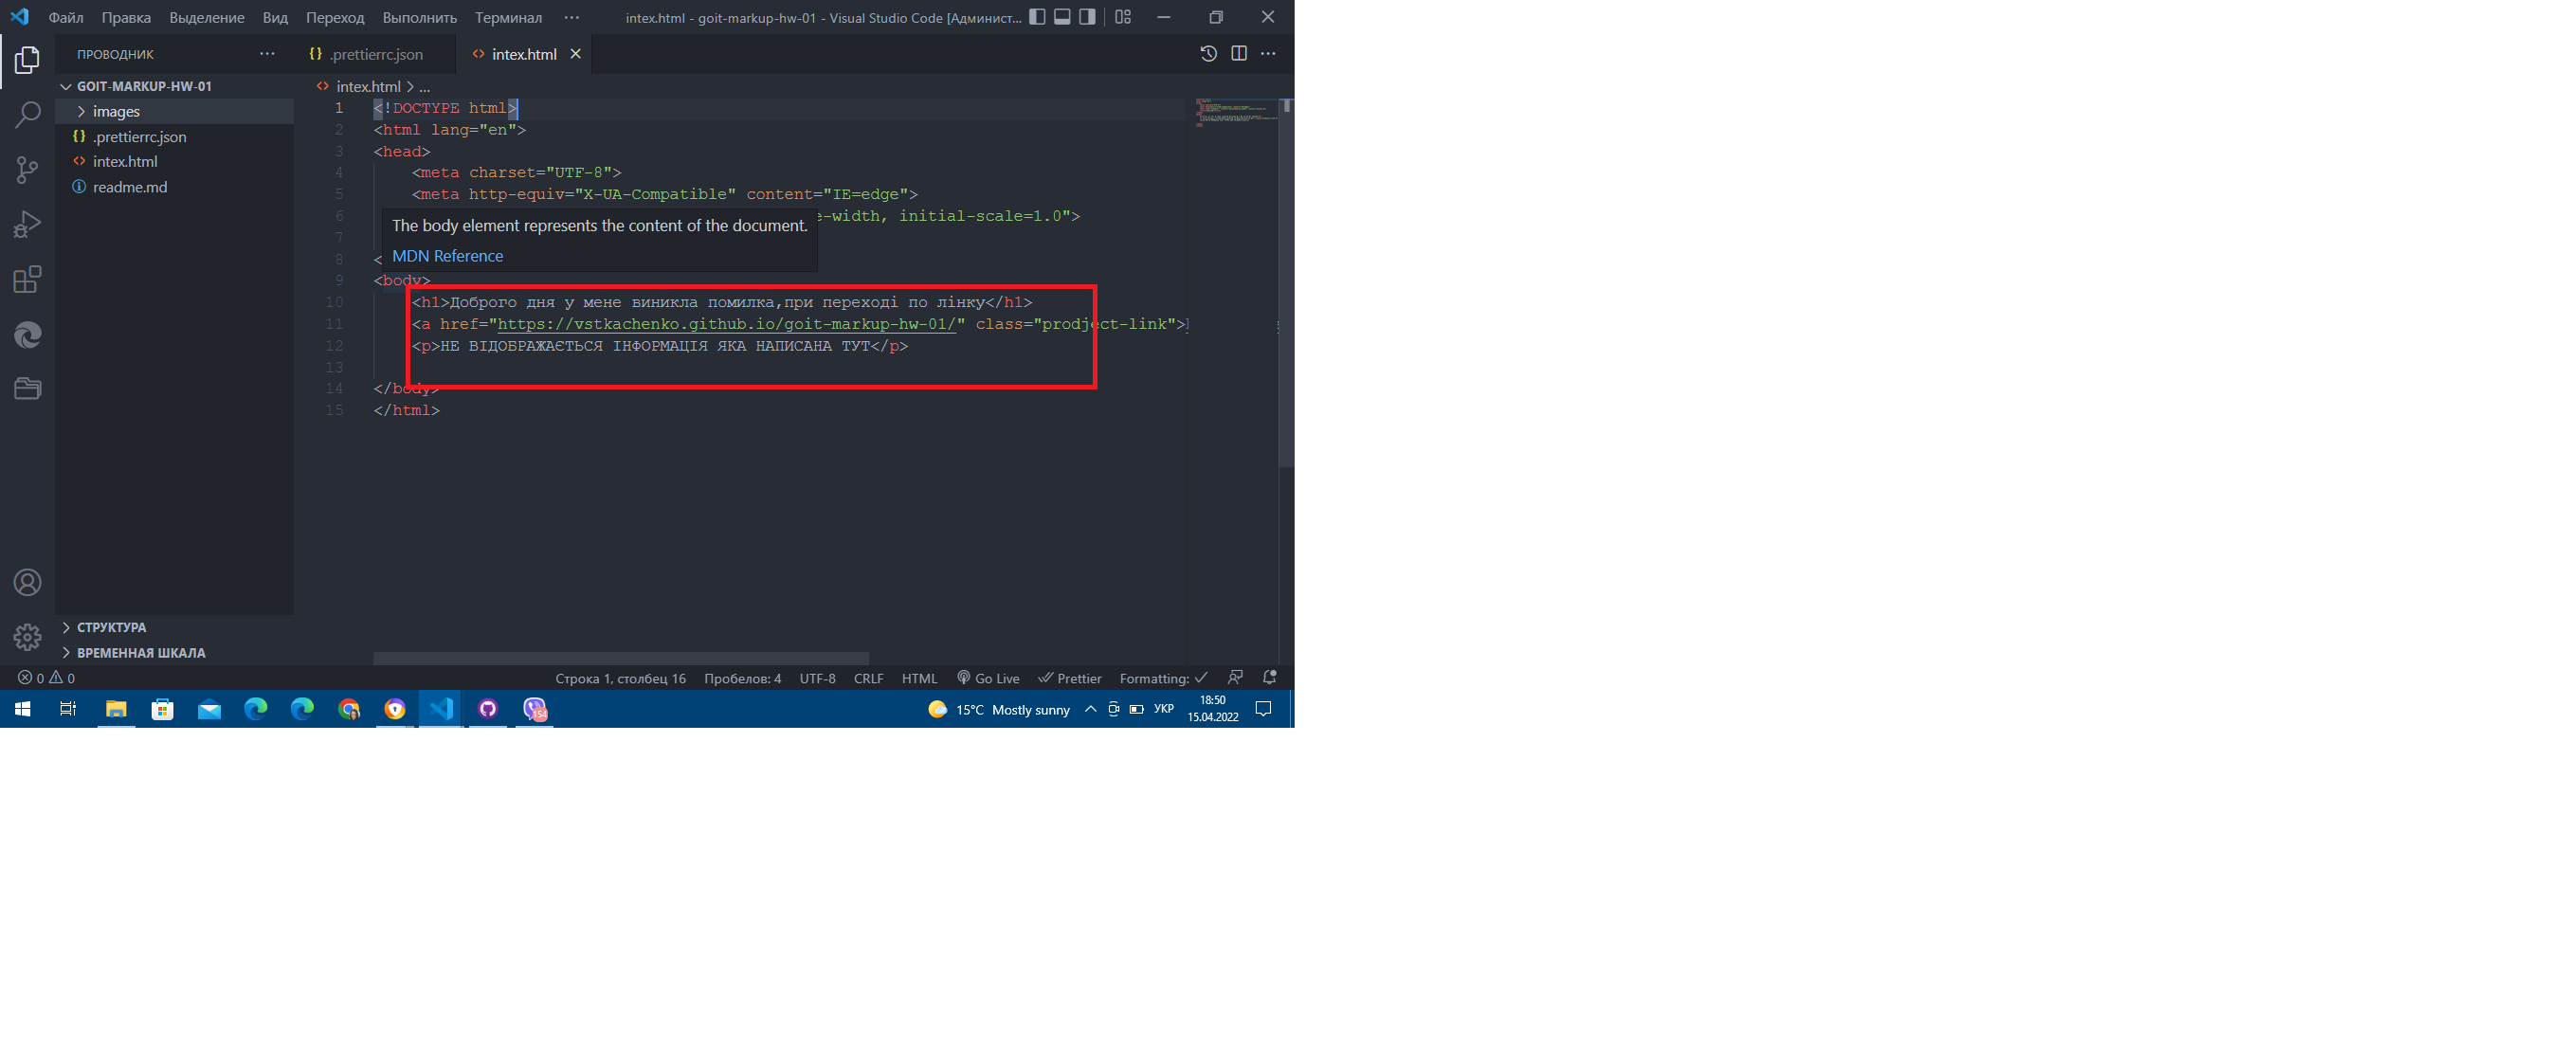 Файл Правка Выделение Вид Переход Выполнить Терминал ··· intex.html - goit-markup-hw-01 - Visual Studio Code [Админист...
ПРОВОДНИК ··· {} .prettierrc.json <> intex.html
GOIT-MARKUP-HW-01
<> intex.html > ...
images
{} .prettierrc.json
<> intex.html
readme.md
1 <!DOCTYPE html>
2 <html lang="en">
3 <head>
4 <meta charset="UTF-8">
5 <meta http-equiv="X-UA-Compatible" content="IE=edge">
6 e-width, initial-scale=1.0">
The body element represents the content of the document.
7
MDN Reference
8 <
9 <body>
10 <h1>Доброго дня у мене виникла помилка,при переході по лінку</h1>
11 <a href="https://vstkachenko.github.io/goit-markup-hw-01/" class="prodject-link">
12 <p>НЕ ВІДОБРАЖАЄТЬСЯ ІНФОРМАЦІЯ ЯКА НАПИСАНА ТУТ</p>
13
14 </body>
15 </html>
СТРУКТУРА
ВРЕМЕННАЯ ШКАЛА
0 0 Строка 1, столбец 16 Пробелов: 4 UTF-8 CRLF HTML Go Live Prettier Formatting:
154 15°C Mostly sunny УКР 18:50
15.04.2022